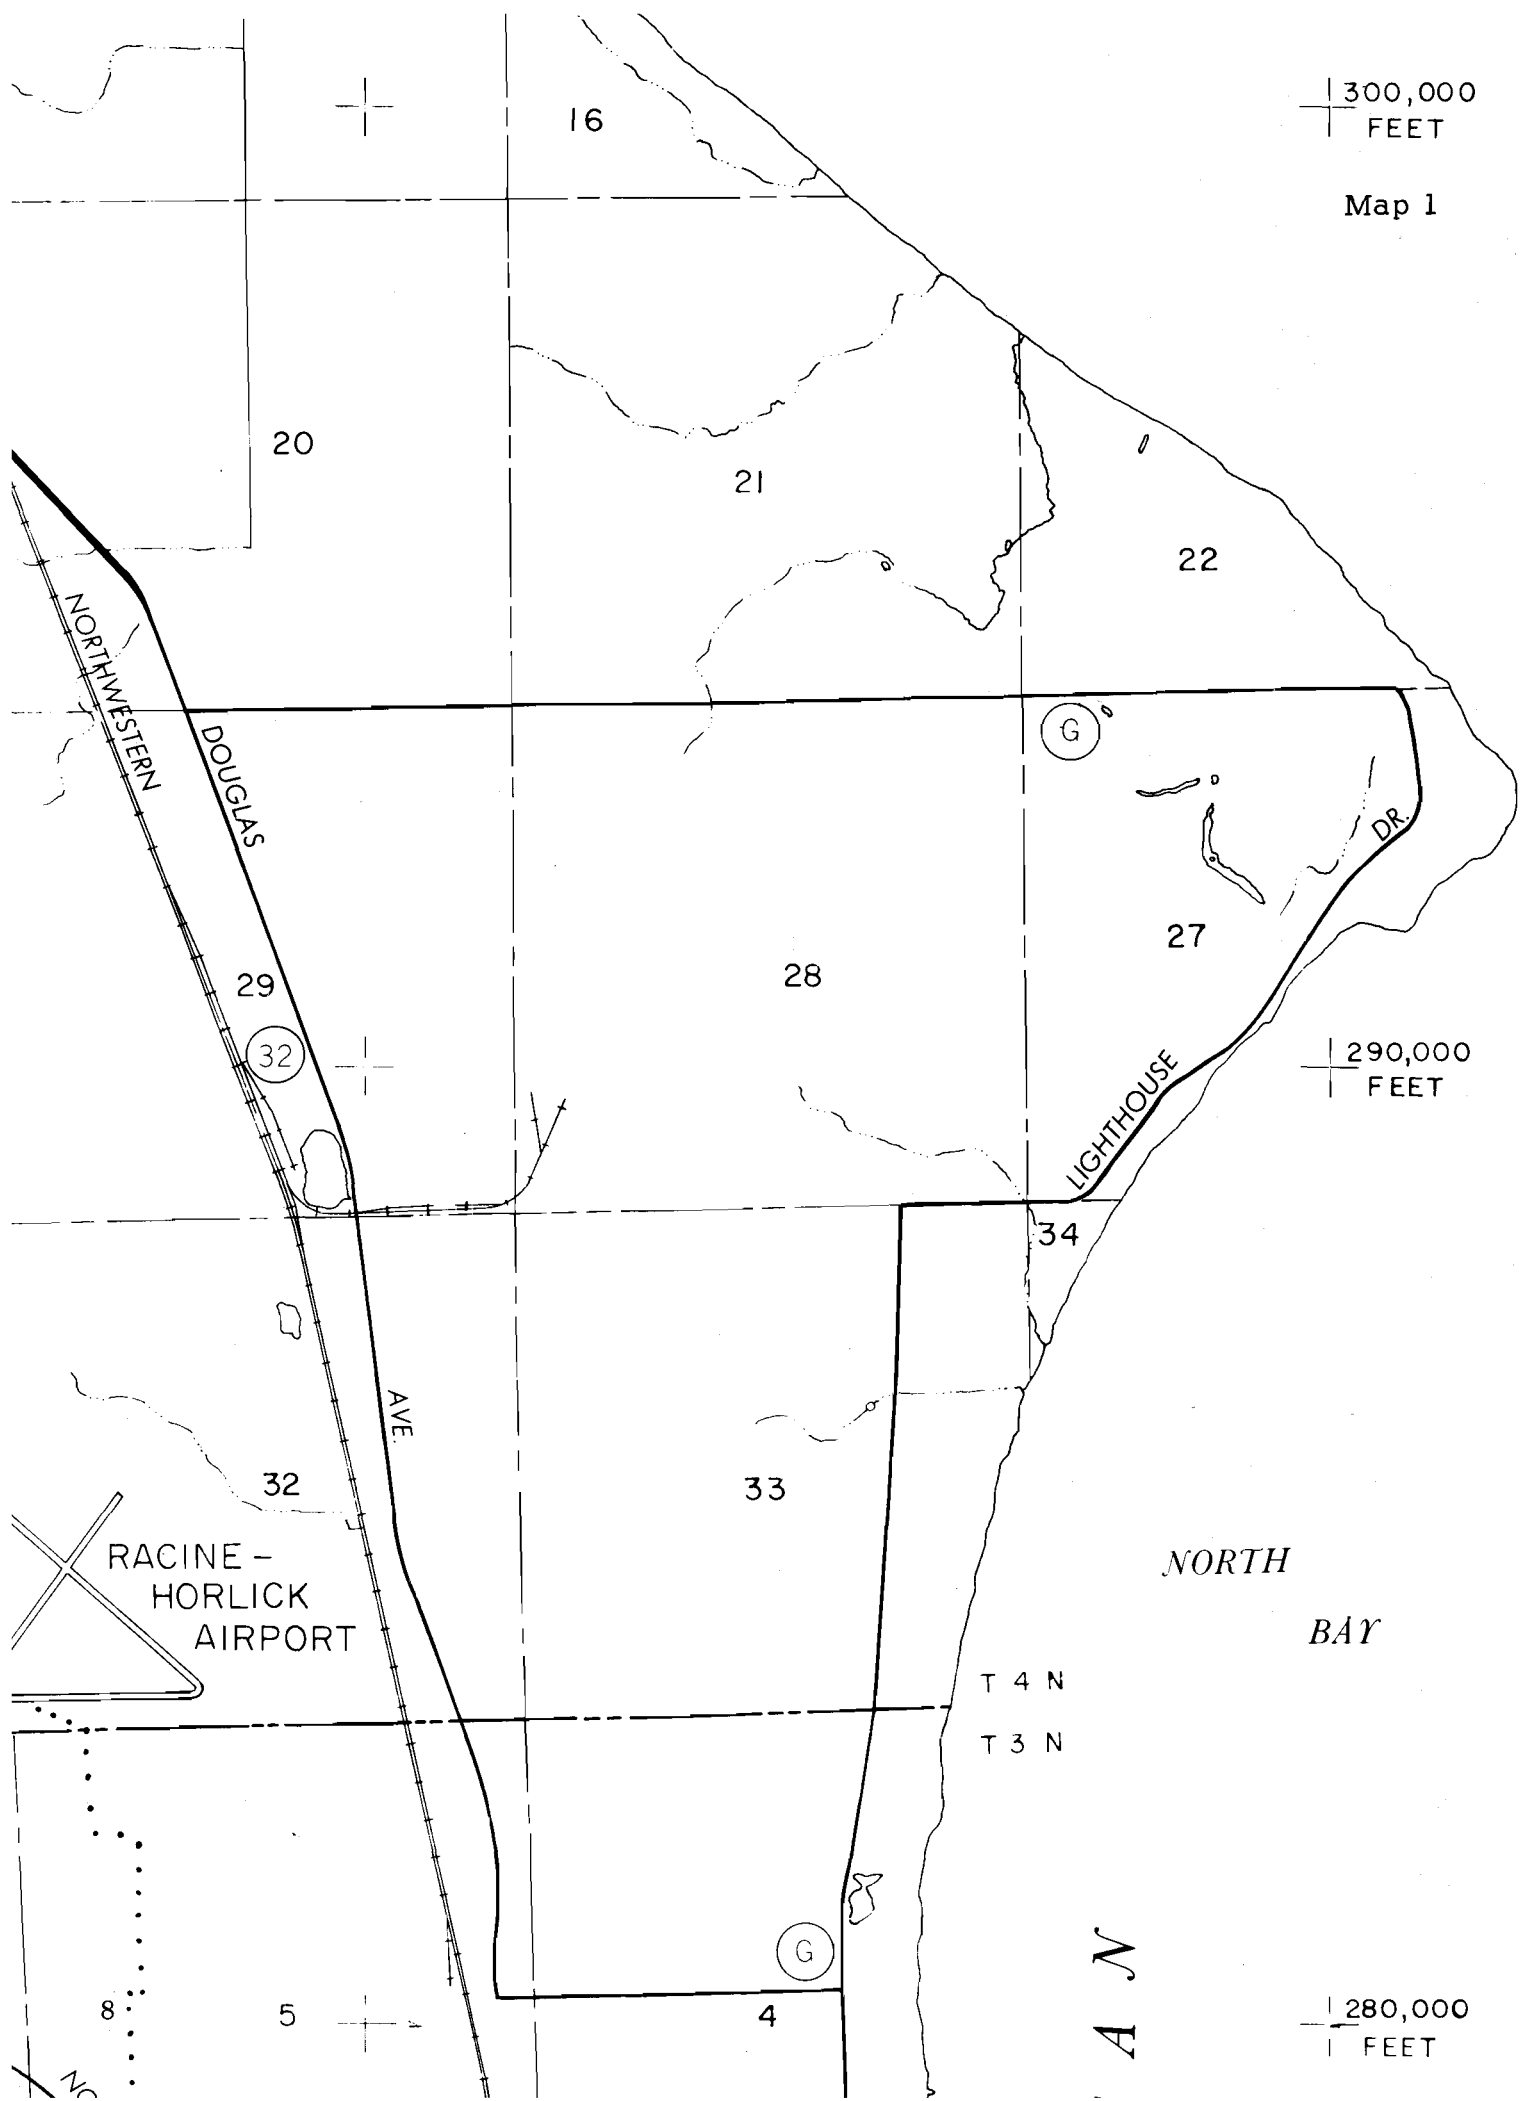 300,000
FEET
16
Map 1
20
21
22
NORTHWESTERN
DOUGLAS
G
DR.
27
28
29
32
290,000
FEET
LIGHTHOUSE
34
AVE.
32
33
RACINE -
HORLICK
AIRPORT
NORTH
BAY
T 4 N
T 3 N
G
A N
8
5
4
280,000
FEET
NO